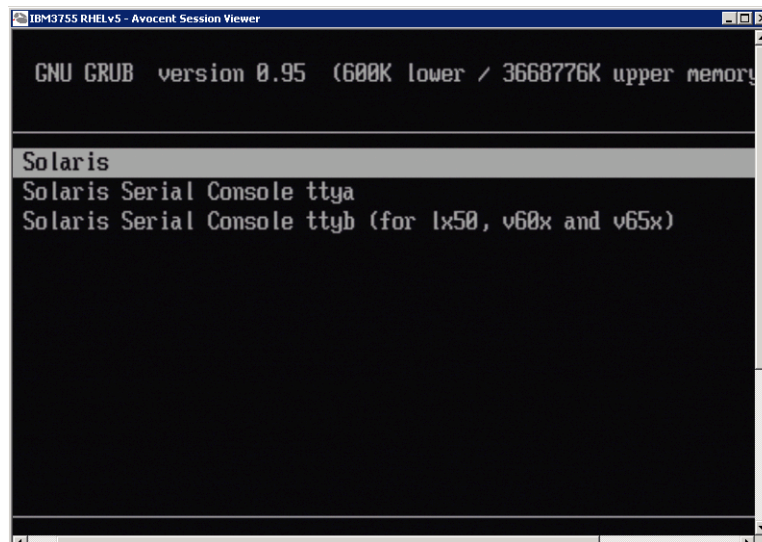 IBM3755 RHELv5 - Avocent Session Viewer
GNU GRUB version 0.95 (600K lower / 3668776K upper memory
Solaris
Solaris Serial Console ttya
Solaris Serial Console ttyb (for lx50, v60x and v65x)